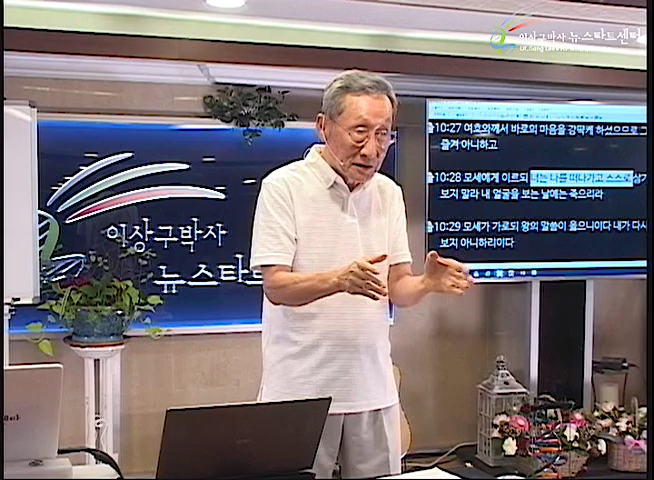 이상구박사 뉴스타트센터
이상구박사
뉴스타트
출10:27 여호와께서 바로의 마음을 강퍅케 하셨으므로 그
즐겨 아니하고
출10:28 모세에게 이르되 너는 나를 떠나가고 스스로 삼가
보지 말라 내 얼굴을 보는 날에는 죽으리라
출10:29 모세가 가로되 왕의 말씀이 옳으니이다 내가 다시
보지 아니하리이다